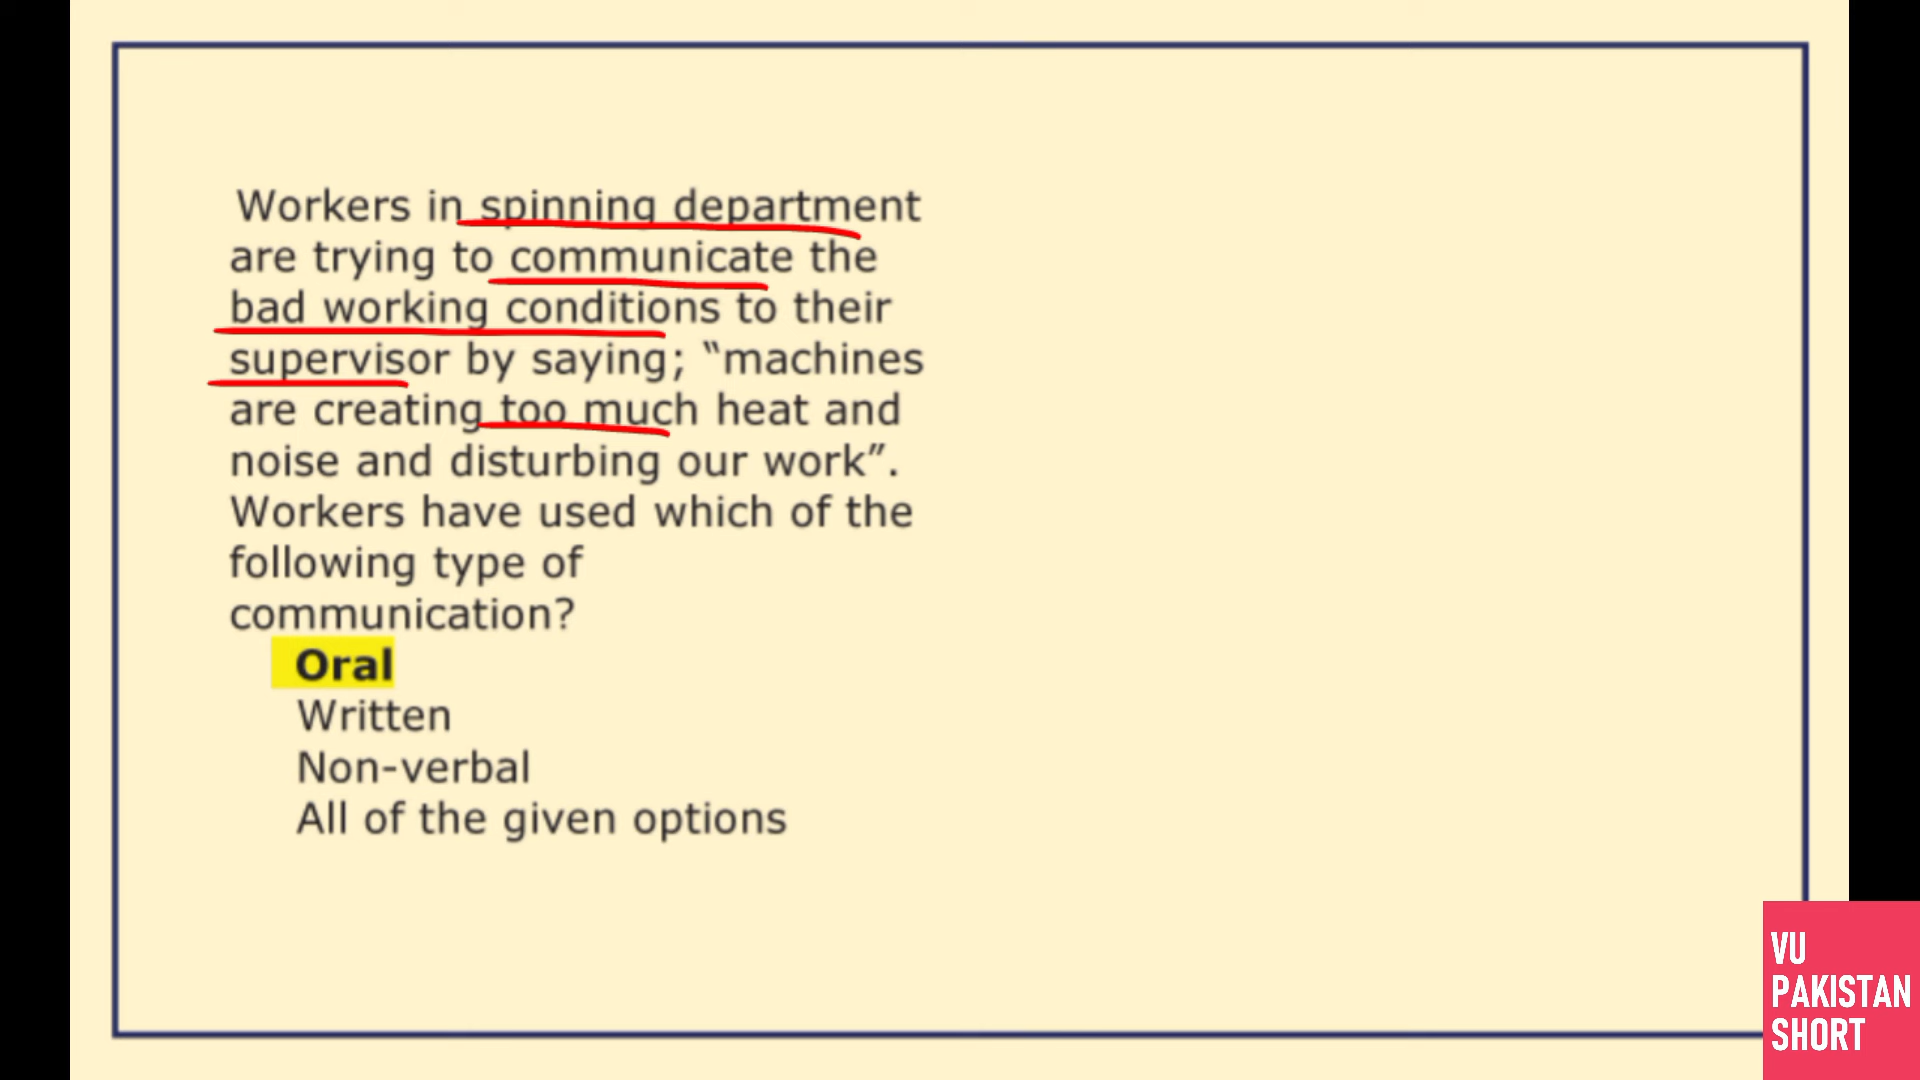 Workers in spinning department
are trying to communicate the
bad working conditions to their
supervisor by saying; “machines
are creating too much heat and
noise and disturbing our work”.
Workers have used which of the
following type of
communication?
Oral
Written
Non-verbal
All of the given options
VU
PAKISTAN
SHORT